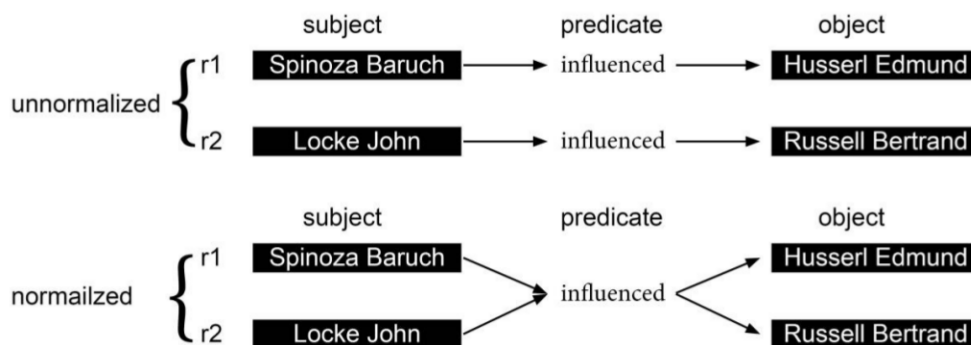 subject predicate object
r1 Spinoza Baruch influenced Husserl Edmund
unnormalized
r2 Locke John influenced Russell Bertrand
subject predicate object
r1 Spinoza Baruch Husserl Edmund
normailzed influenced
r2 Locke John Russell Bertrand